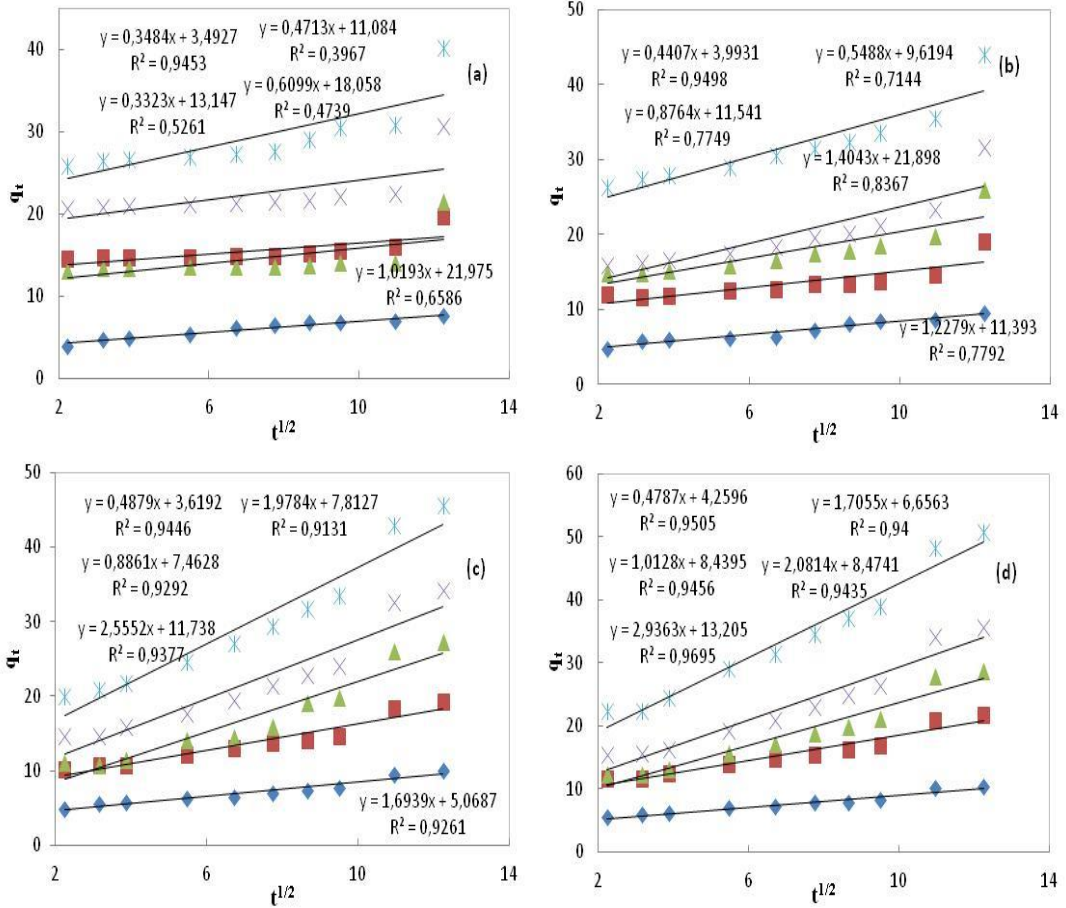 40
30
20
10
0
q_t
y = 0,3484x + 3,4927
R² = 0,9453
y = 0,4713x + 11,084
R² = 0,3967
y = 0,3323x + 13,147
R² = 0,5261
y = 0,6099x + 18,058
R² = 0,4739
y = 1,0193x + 21,975
R² = 0,6586
(a)
2 6 10 14
t^1/2
50
40
30
20
10
0
q_t
y = 0,4407x + 3,9931
R² = 0,9498
y = 0,5488x + 9,6194
R² = 0,7144
y = 0,8764x + 11,541
R² = 0,7749
y = 1,4043x + 21,898
R² = 0,8367
y = 1,2279x + 11,393
R² = 0,7792
(b)
2 6 10 14
t^1/2
50
40
30
20
10
0
q_t
y = 0,4879x + 3,6192
R² = 0,9446
y = 1,9784x + 7,8127
R² = 0,9131
y = 0,8861x + 7,4628
R² = 0,9292
y = 2,5552x + 11,738
R² = 0,9377
y = 1,6939x + 5,0687
R² = 0,9261
(c)
2 6 10 14
t^1/2
60
50
40
30
20
10
0
q_t
y = 0,4787x + 4,2596
R² = 0,9505
y = 1,7055x + 6,6563
R² = 0,94
y = 1,0128x + 8,4395
R² = 0,9456
y = 2,0814x + 8,4741
R² = 0,9435
y = 2,9363x + 13,205
R² = 0,9695
(d)
2 6 10 14
t^1/2